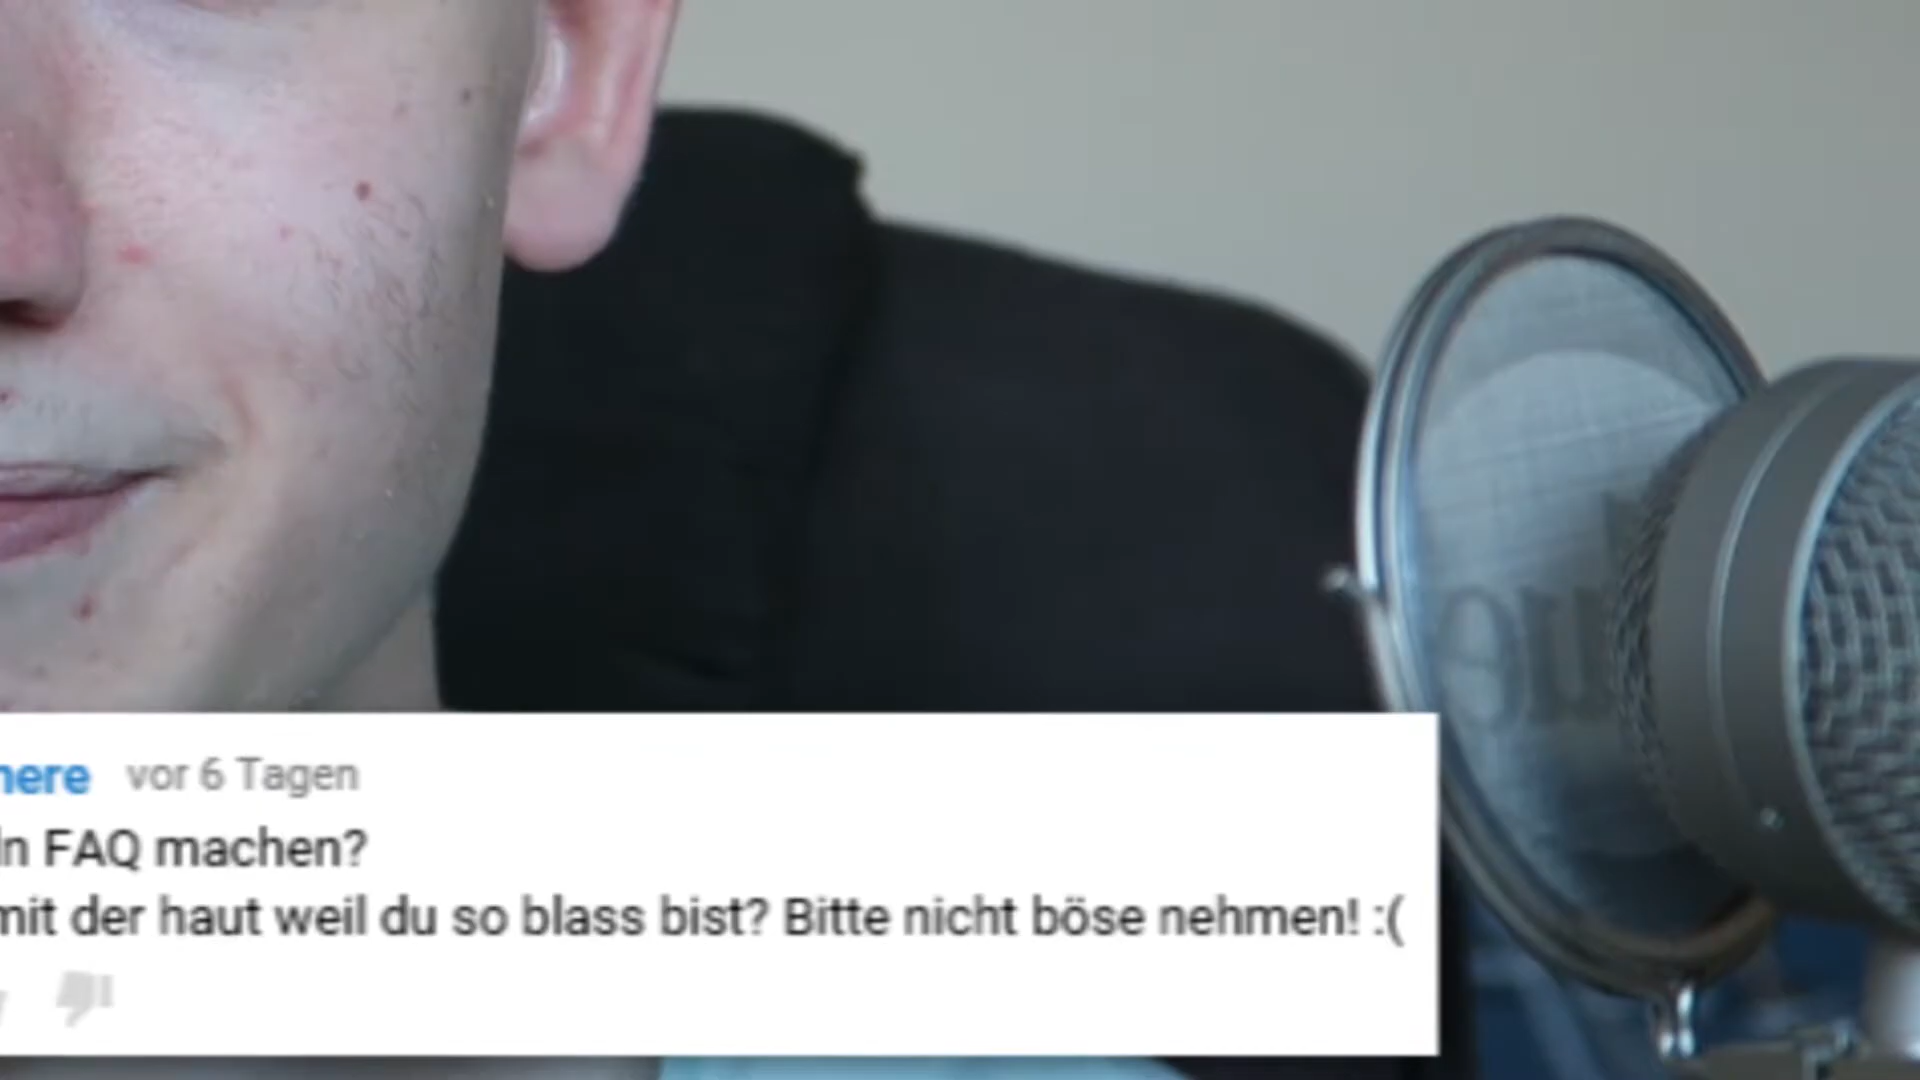 here vor 6 Tagen
FAQ machen?
mit der haut weil du so blass bist? Bitte nicht böse nehmen! :(